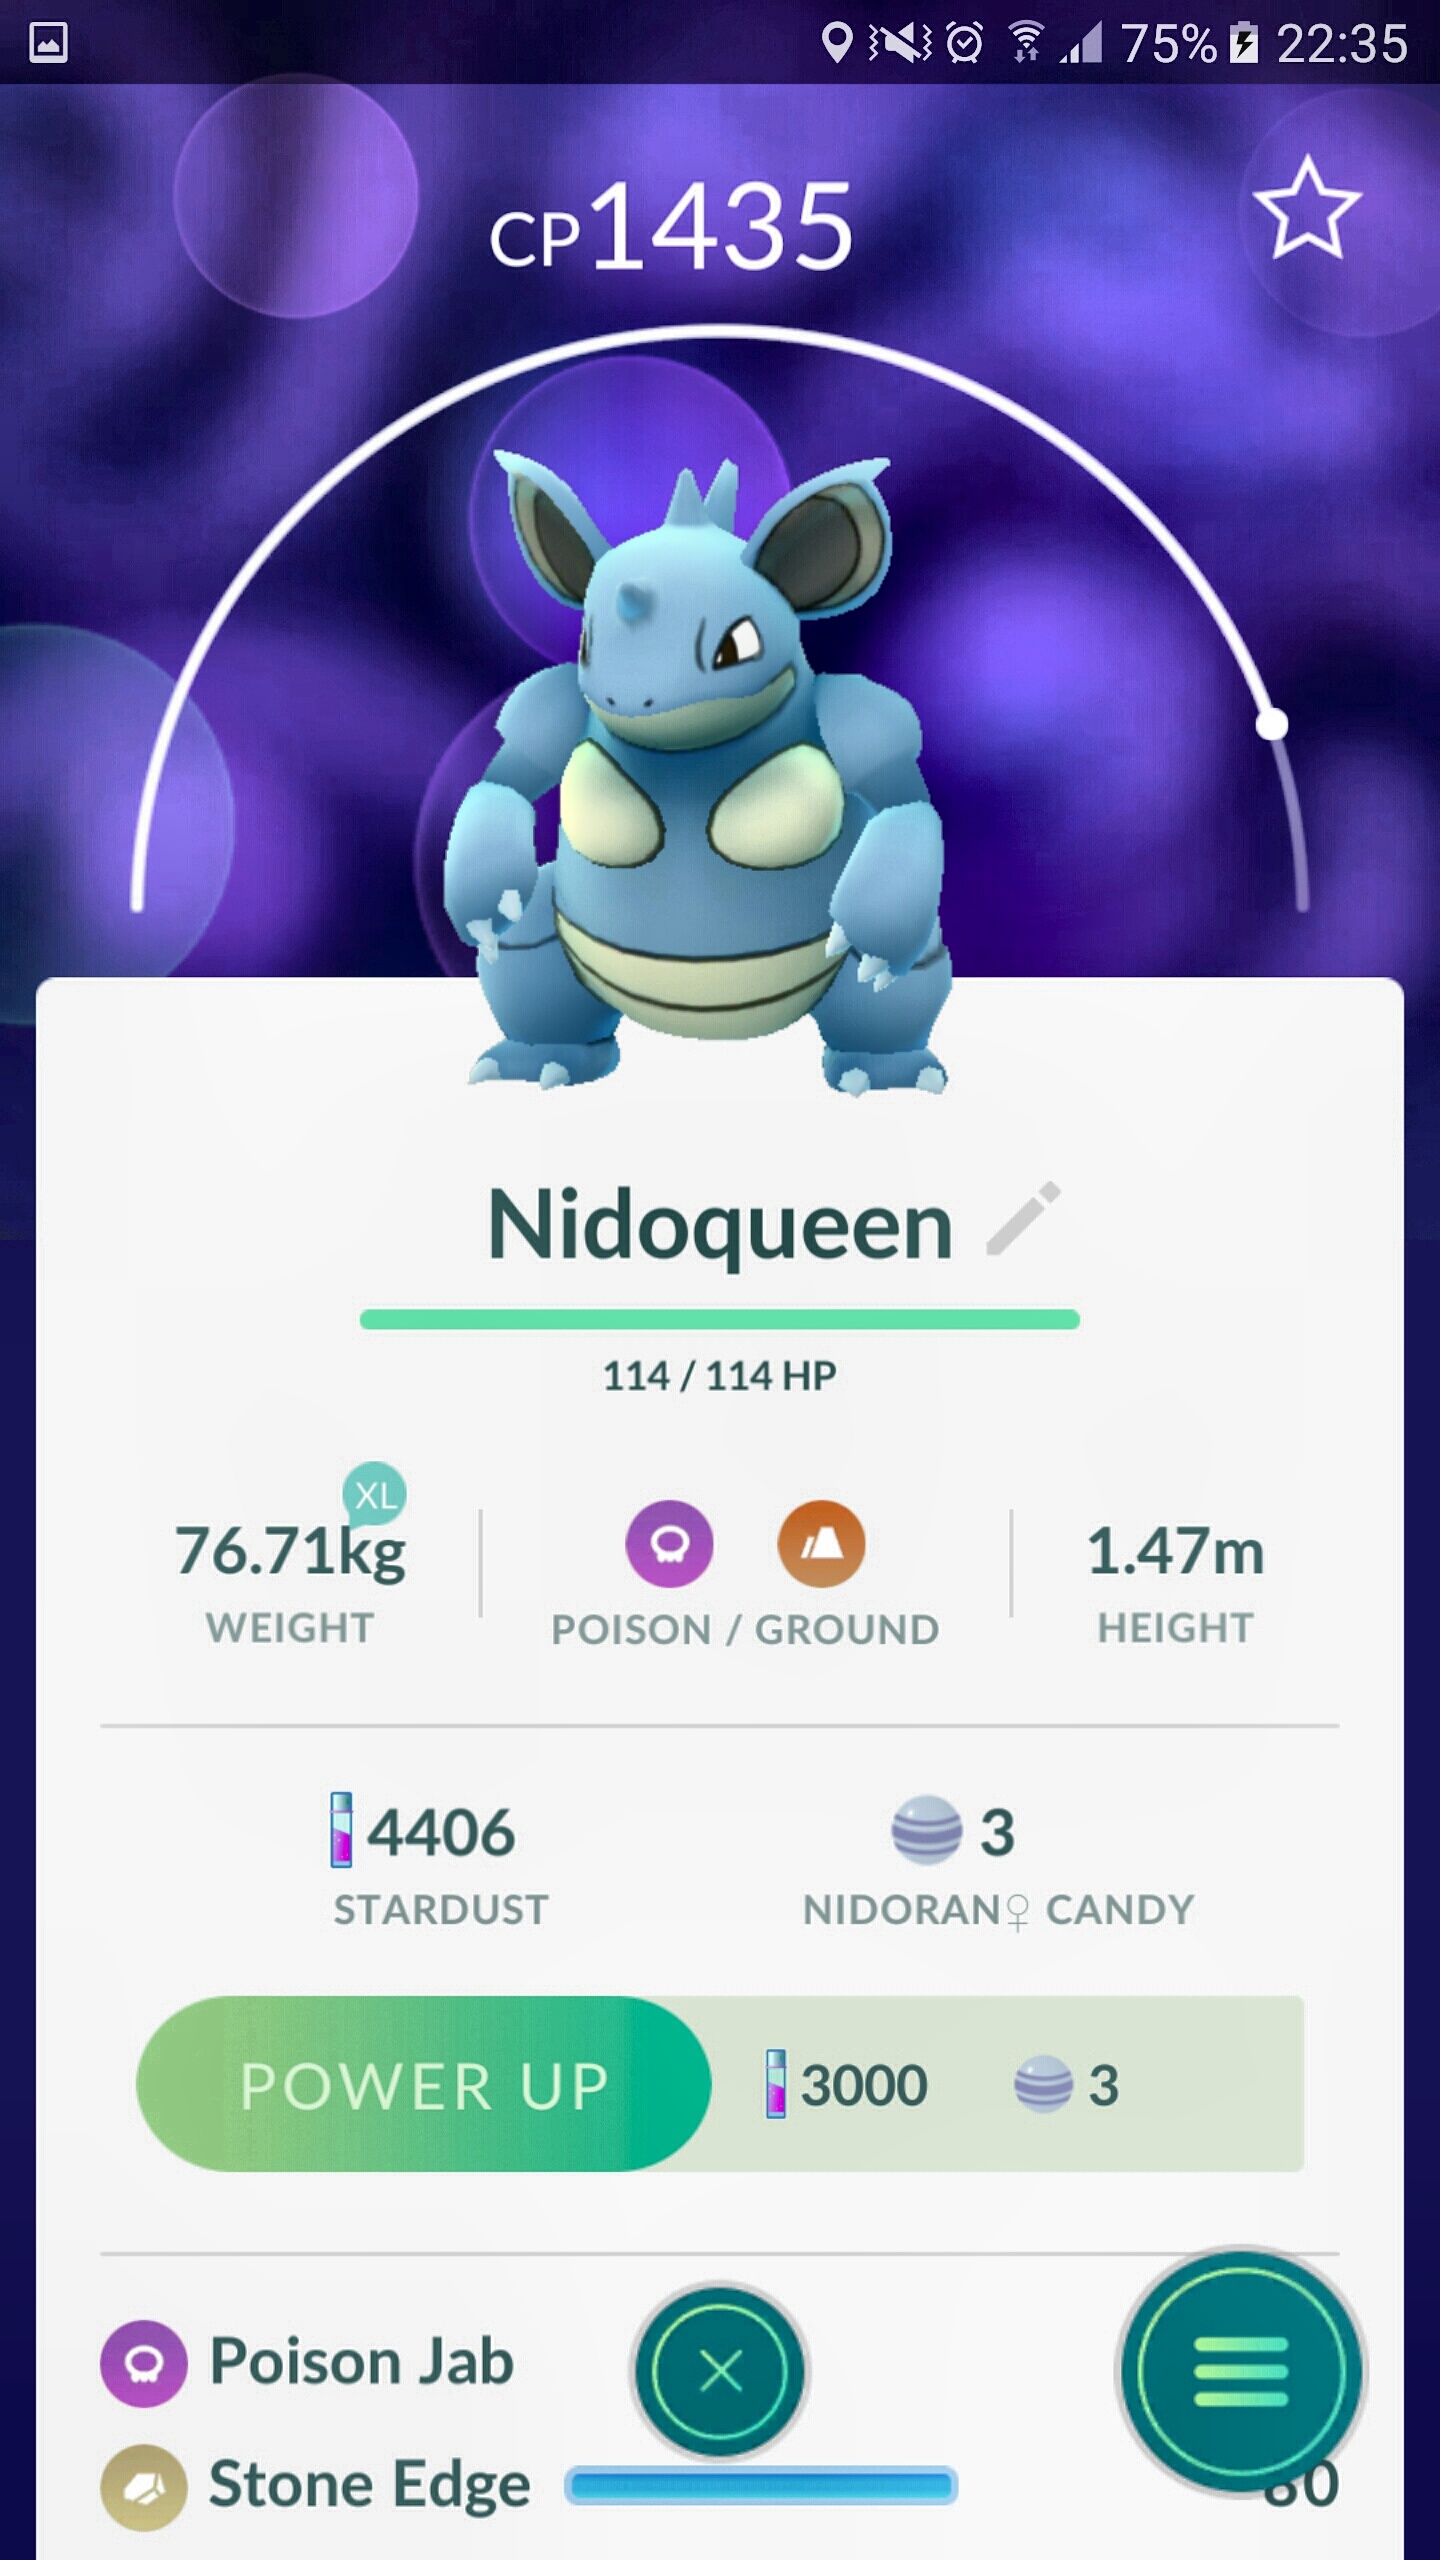 75% 22:35
CP1435
Nidoqueen
114 / 114 HP
XL
76.71kg
WEIGHT
POISON / GROUND
1.47m
HEIGHT
4406
STARDUST
3
NIDORAN♀ CANDY
POWER UP 3000 3
Poison Jab
Stone Edge 80